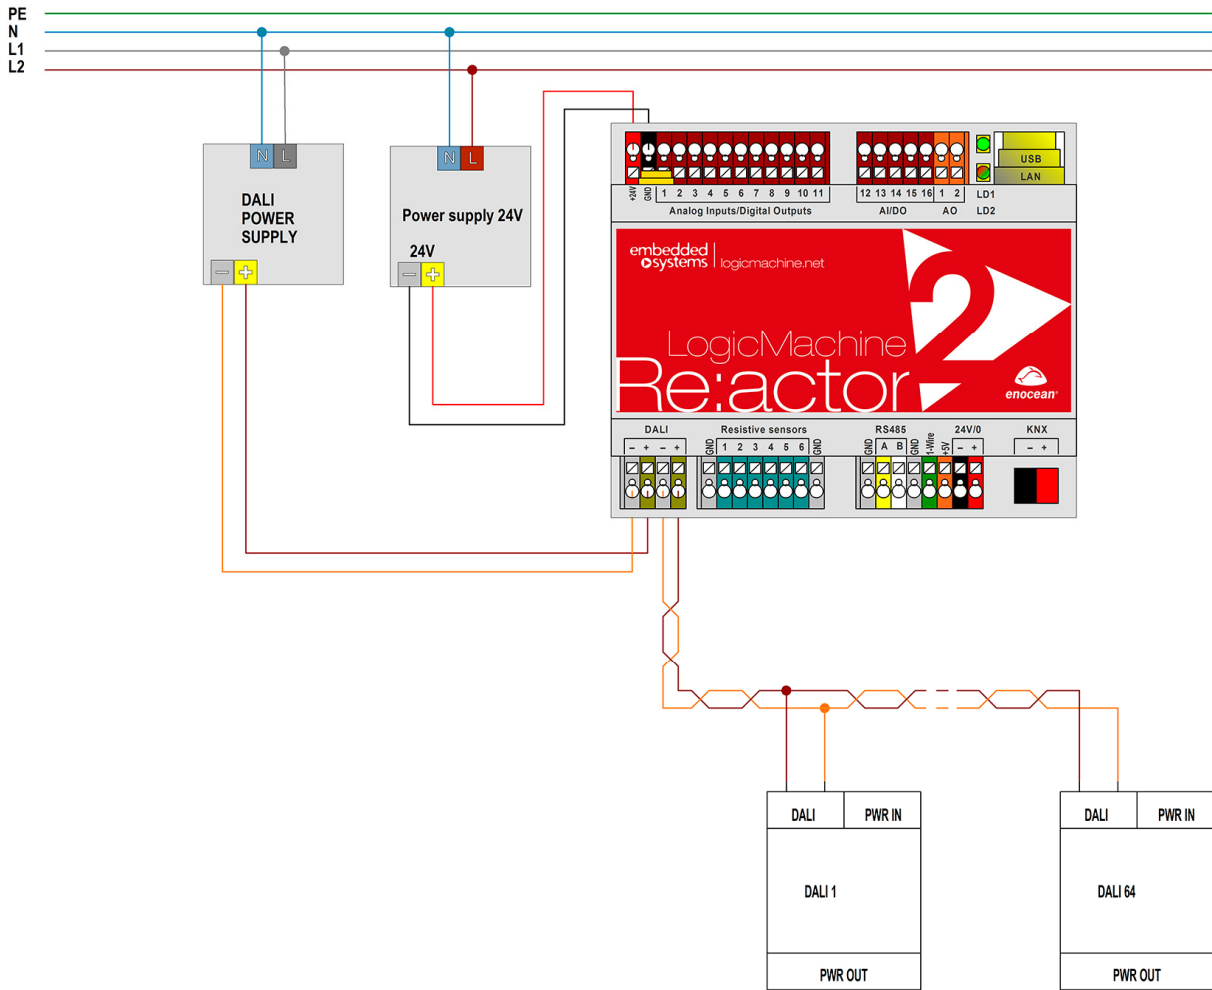 PE
N
L1
L2
N L
DALI
POWER
SUPPLY
− +
N L
Power supply 24V
24V
− +
USB
LAN
+24V GND 1 2 3 4 5 6 7 8 9 10 11
Analog Inputs/Digital Outputs
12 13 14 15 16 1 2
AI/DO AO
LD1
LD2
embedded
systems
logicmachine.net
2
LogicMachine
Re:actor
enocean®
DALI
− + − +
Resistive sensors
GND 1 2 3 4 5 6 GND
RS485 24V/0
GND A B GND 1-Wire +5V − +
KNX
− +
DALI PWR IN
DALI 1
PWR OUT
DALI PWR IN
DALI 64
PWR OUT